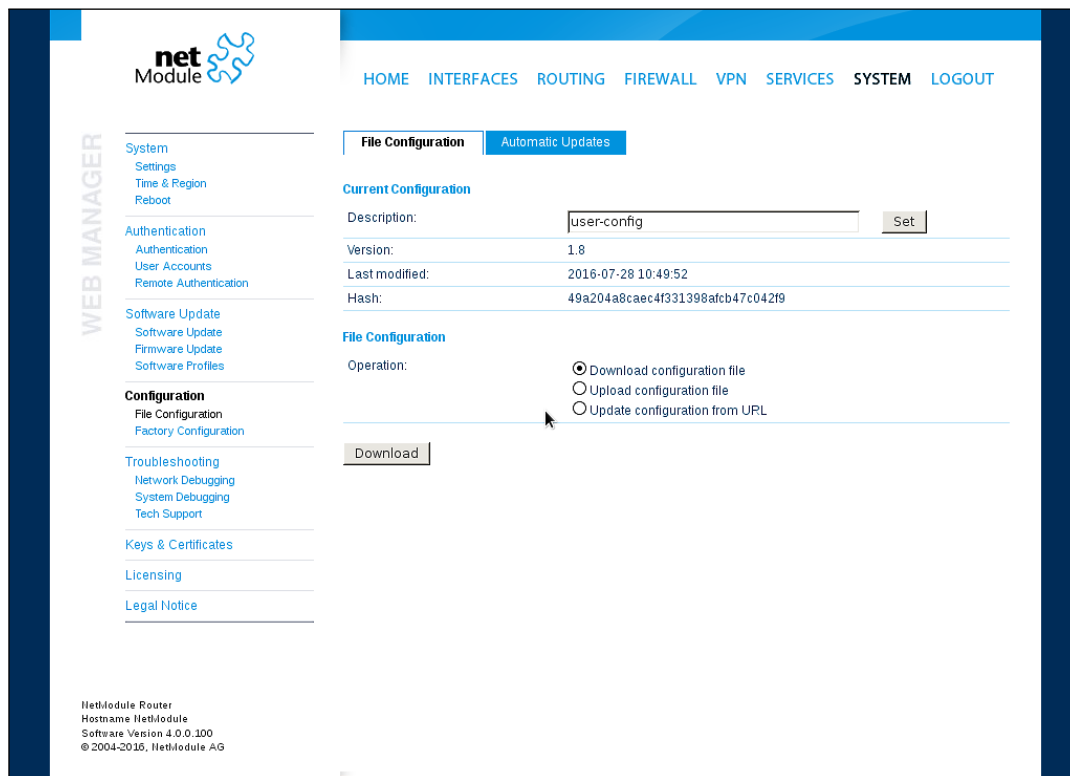 net
Module
HOME INTERFACES ROUTING FIREWALL VPN SERVICES SYSTEM LOGOUT
WEB MANAGER
System
Settings
Time & Region
Reboot
Authentication
Authentication
User Accounts
Remote Authentication
Software Update
Software Update
Firmware Update
Software Profiles
Configuration
File Configuration
Factory Configuration
Troubleshooting
Network Debugging
System Debugging
Tech Support
Keys & Certificates
Licensing
Legal Notice
File Configuration Automatic Updates
Current Configuration
Description: user-config Set
Version: 1.8
Last modified: 2016-07-28 10:49:52
Hash: 49a204a8caec4f331398afcb47c042f9
File Configuration
Operation: Download configuration file
Upload configuration file
Update configuration from URL
Download
NetModule Router
Hostname NetModule
Software Version 4.0.0.100
© 2004-2016, NetModule AG